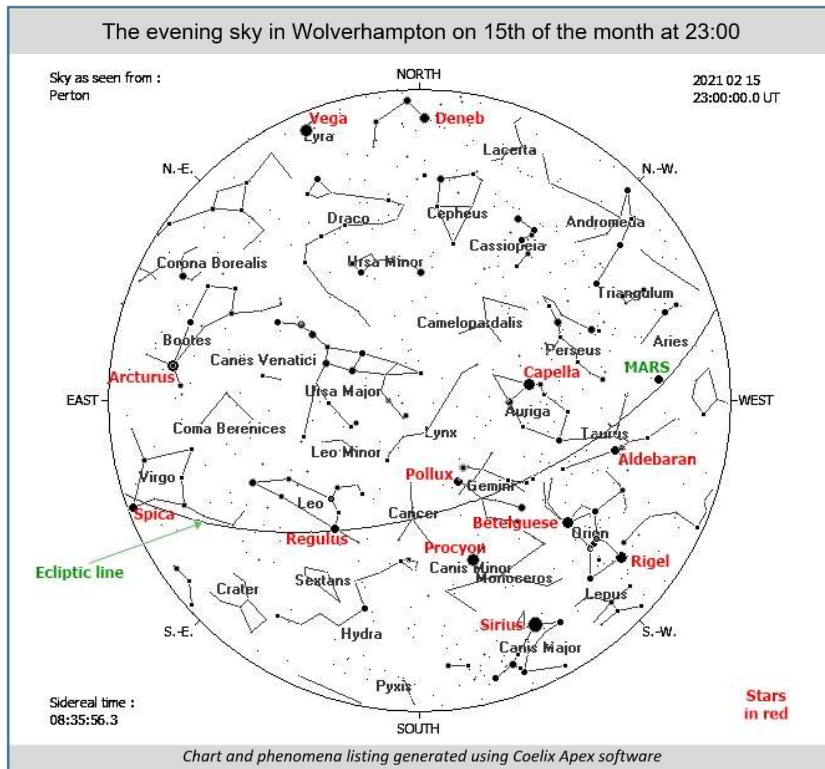 The evening sky in Wolverhampton on 15th of the month at 23:00
Sky as seen from :
Perton
NORTH
2021 02 15
23:00:00.0 UT
Vega
Deneb
Lyra
Lacerta
N.-E.
N.-W.
Draco
Cepheus
Andromeda
Cassiopeia
Corona Borealis
Ursa Minor
Triangulum
Camelopardalis
Bootes
Perseus
Aries
Canes Venatici
MARS
Arcturus
Capella
Ursa Major
EAST
WEST
Auriga
Coma Berenices
Lynx
Taurus
Leo Minor
Aldebaran
Virgo
Pollux
Gemini
Leo
Spica
Cancer
Betelguese
Orion
Regulus
Procyon
Rigel
Ecliptic line
Canis Minor
Sextans
Monoceros
Crater
Lepus
Sirius
S.-E.
Hydra
S.-W.
Canis Major
Pyxis
Sidereal time :
08:35:56.3
Stars
in red
SOUTH
Chart and phenomena listing generated using Coelix Apex software